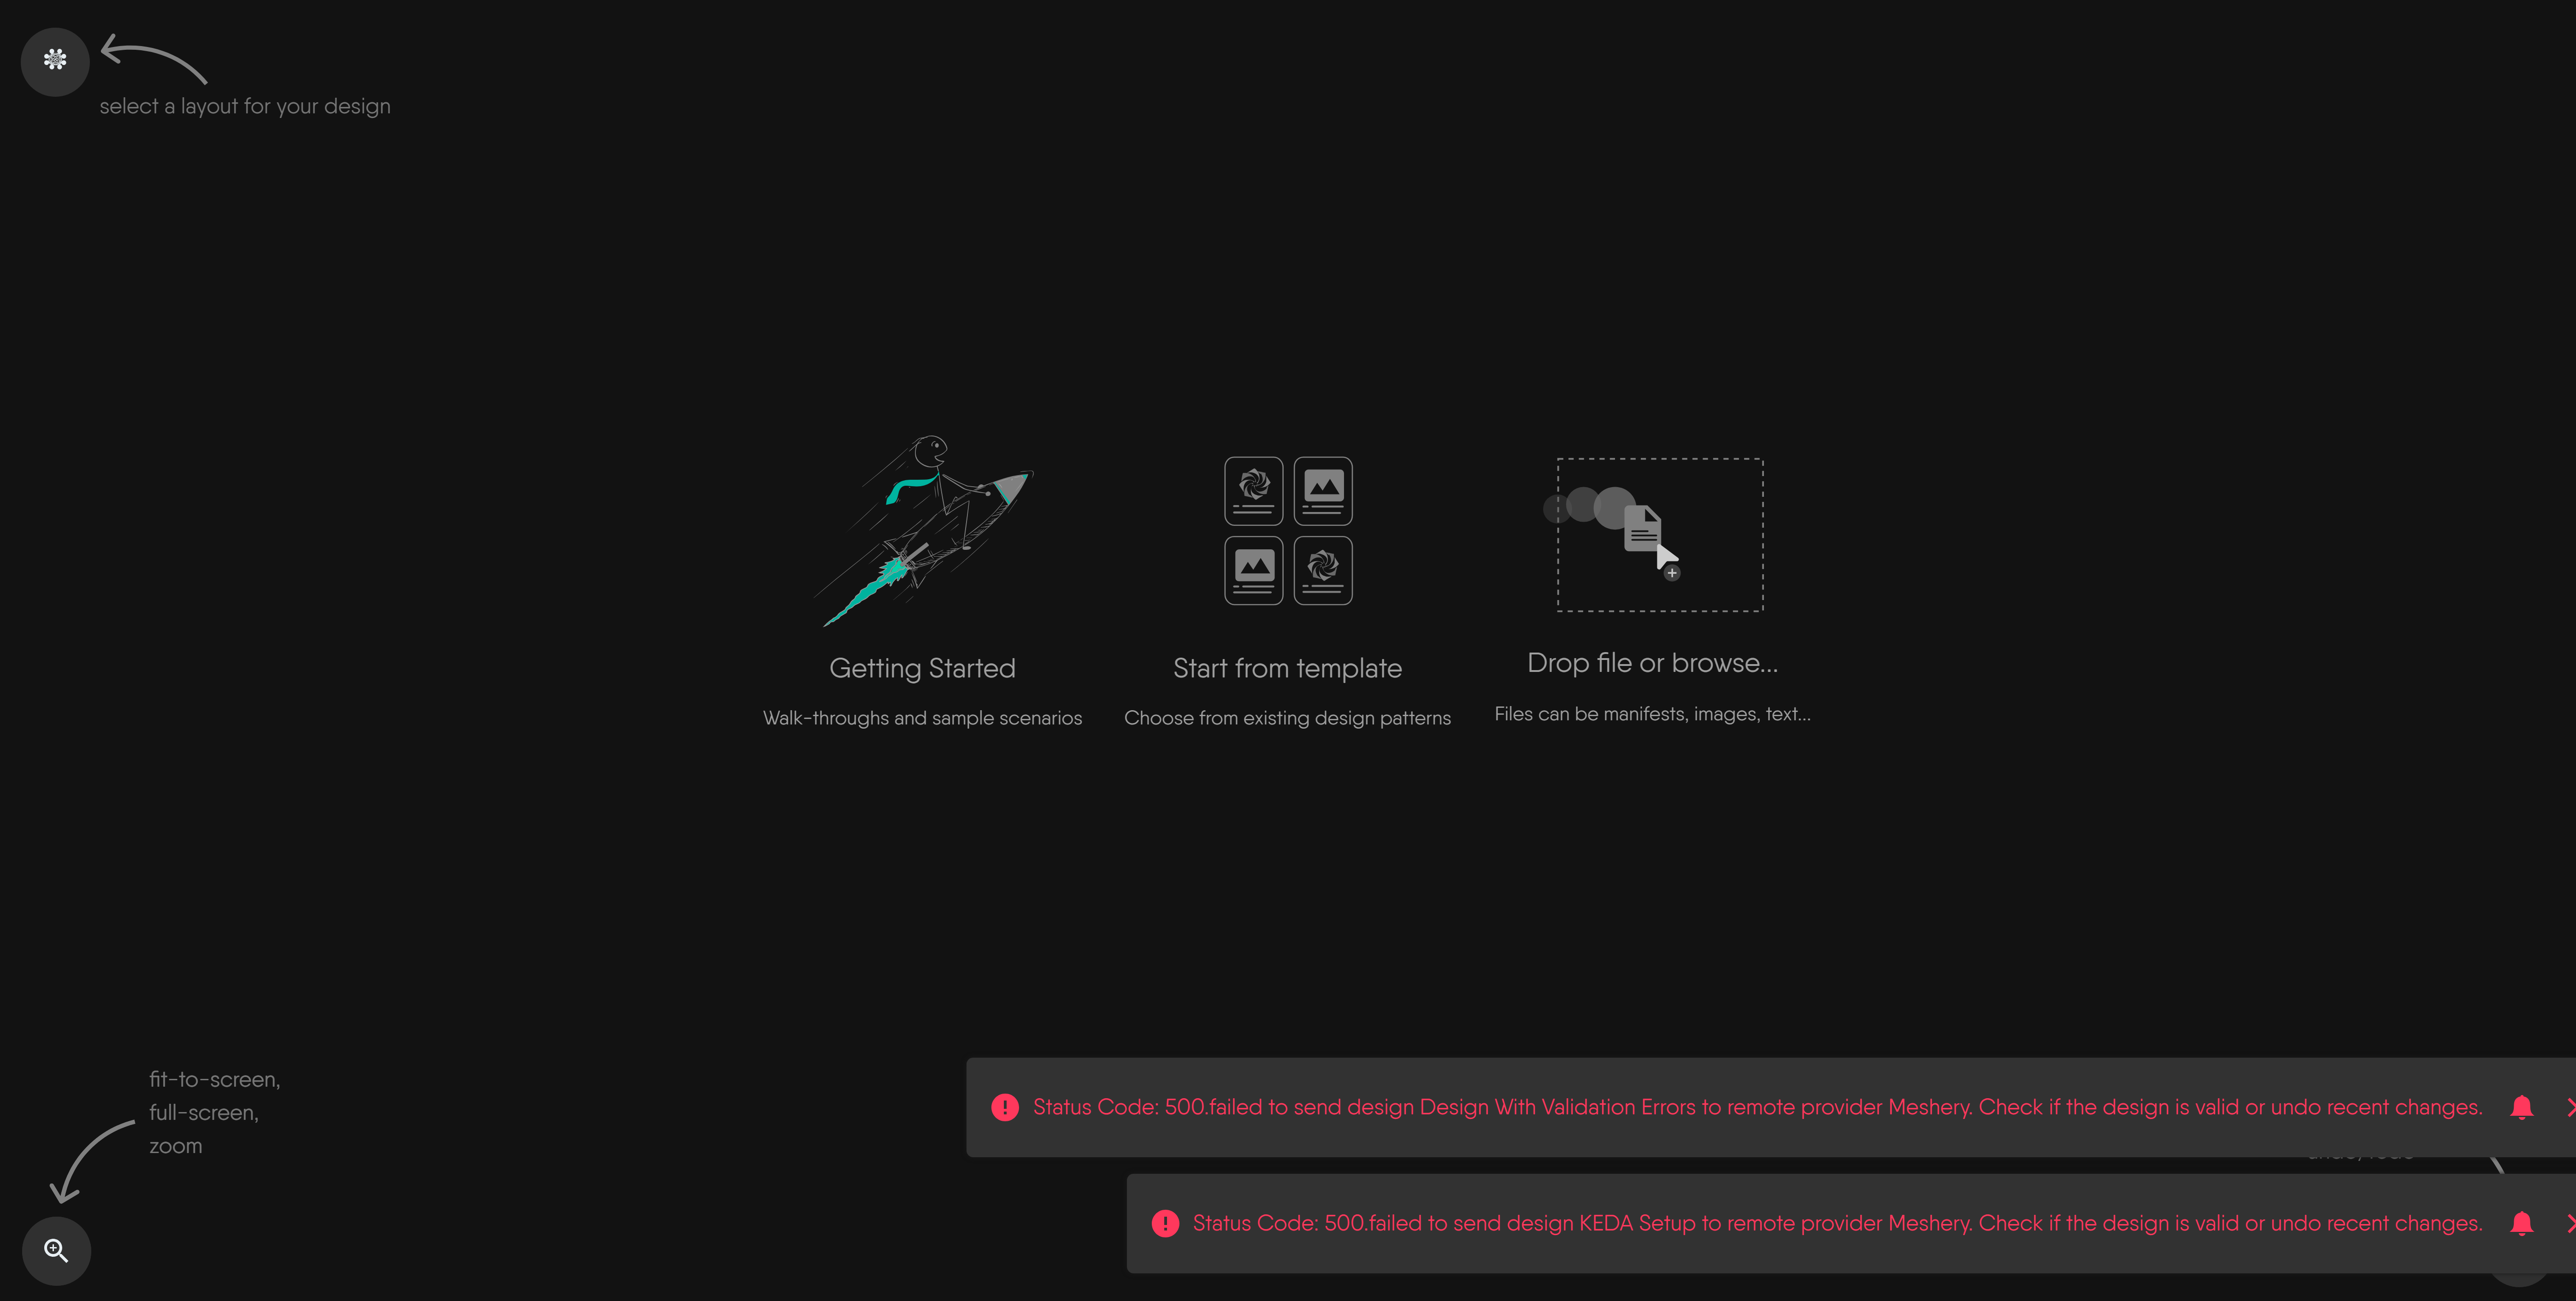 select a layout for your design
Getting Started
Walk-throughs and sample scenarios
Start from template
Choose from existing design patterns
Drop file or browse...
Files can be manifests, images, text...
fit-to-screen,
full-screen,
zoom
Status Code: 500.failed to send design Design With Validation Errors to remote provider Meshery. Check if the design is valid or undo recent changes.
Status Code: 500.failed to send design KEDA Setup to remote provider Meshery. Check if the design is valid or undo recent changes.